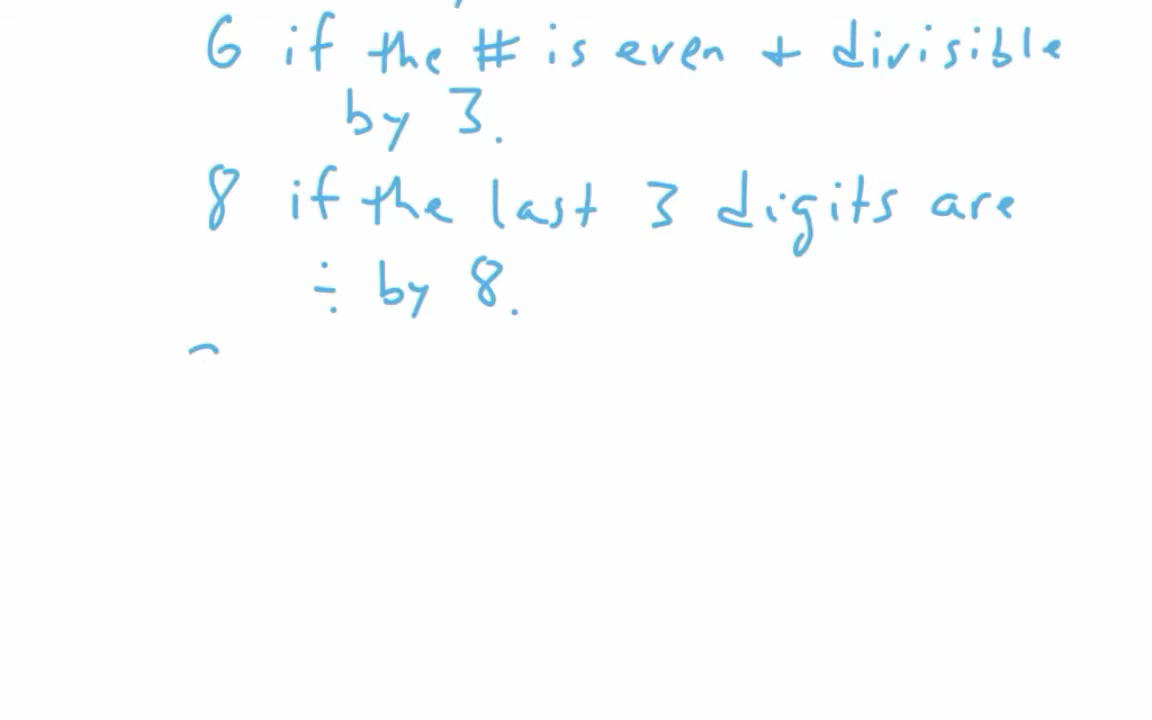 6 if the # is even + divisible
by 3.
8 if the last 3 digits are
÷ by 8.